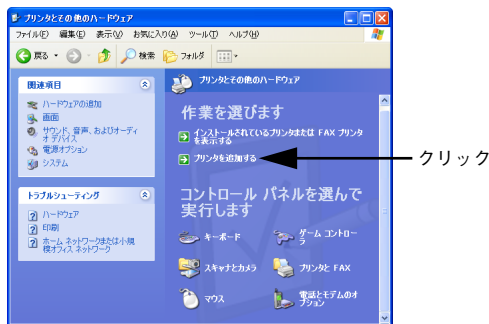 プリンタとその他のハードウェア
ファイル(F) 編集(E) 表示(V) お気に入り(A) ツール(T) ヘルプ(H)
戻る 検索 フォルダ
関連項目
ハードウェアの追加
画面
サウンド、音声、およびオーディ
オ デバイス
電源オプション
システム
トラブルシューティング
ハードウェア
印刷
ホーム ネットワークまたは小規
模オフィス ネットワーク
プリンタとその他のハードウェア
作業を選びます
インストールされているプリンタまたは FAX プリンタ
を表示する
プリンタを追加する
クリック
コントロール パネルを選んで
実行します
キーボード
ゲーム コントロー
ラ
スキャナとカメラ
プリンタと FAX
マウス
電話とモデムのオ
プション